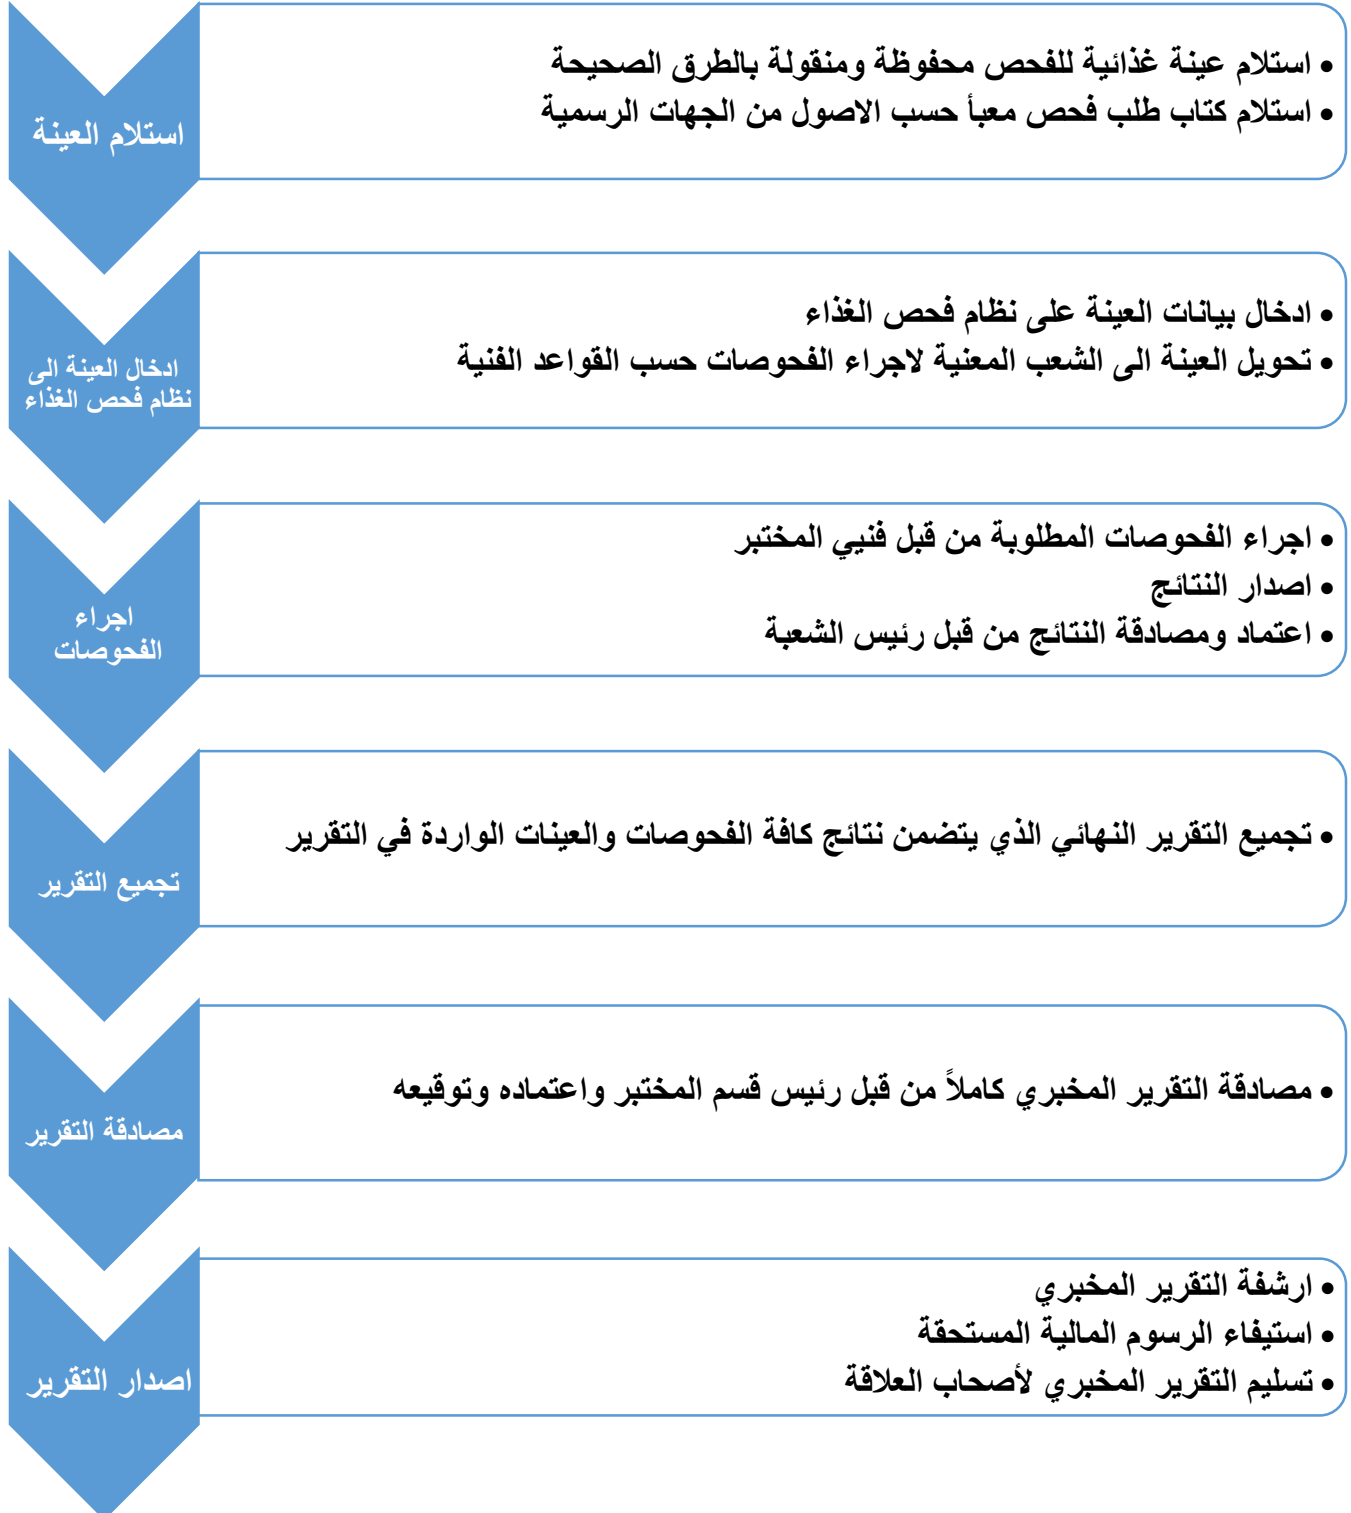 استلام العينة
• استلام عينة غذائية للفحص محفوظة ومنقولة بالطرق الصحيحة
• استلام كتاب طلب فحص معبأ حسب الاصول من الجهات الرسمية
ادخال العينة الى
نظام فحص الغذاء
• ادخال بيانات العينة على نظام فحص الغذاء
• تحويل العينة الى الشعب المعنية لاجراء الفحوصات حسب القواعد الفنية
اجراء
الفحوصات
• اجراء الفحوصات المطلوبة من قبل فنيي المختبر
• اصدار النتائج
• اعتماد ومصادقة النتائج من قبل رئيس الشعبة
تجميع التقرير
• تجميع التقرير النهائي الذي يتضمن نتائج كافة الفحوصات والعينات الواردة في التقرير
مصادقة التقرير
• مصادقة التقرير المخبري كاملاً من قبل رئيس قسم المختبر واعتماده وتوقيعه
اصدار التقرير
• ارشفة التقرير المخبري
• استيفاء الرسوم المالية المستحقة
• تسليم التقرير المخبري لأصحاب العلاقة